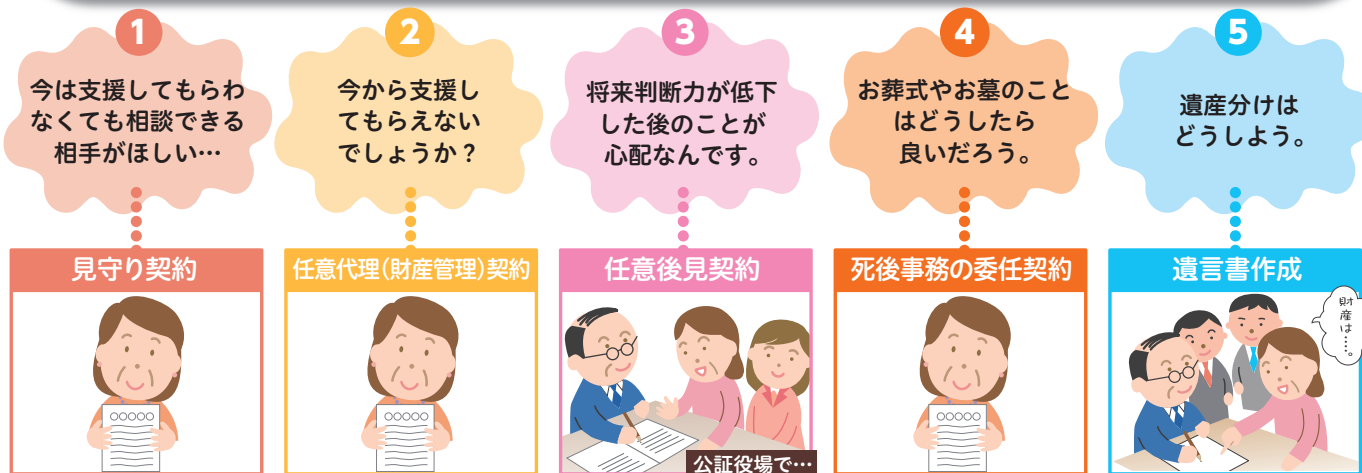 1
今は支援してもらわ
なくても相談できる
相手がほしい…
見守り契約
○○○○○
2
今から支援し
てもらえない
でしょうか？
任意代理(財産管理)契約
○○○○○
3
将来判断力が低下
した後のことが
心配なんです。
任意後見契約
公証役場で…
4
お葬式やお墓のこと
はどうしたら
良いだろう。
死後事務の委任契約
○○○○○
5
遺産分けは
どうしよう。
遺言書作成
財産は…。